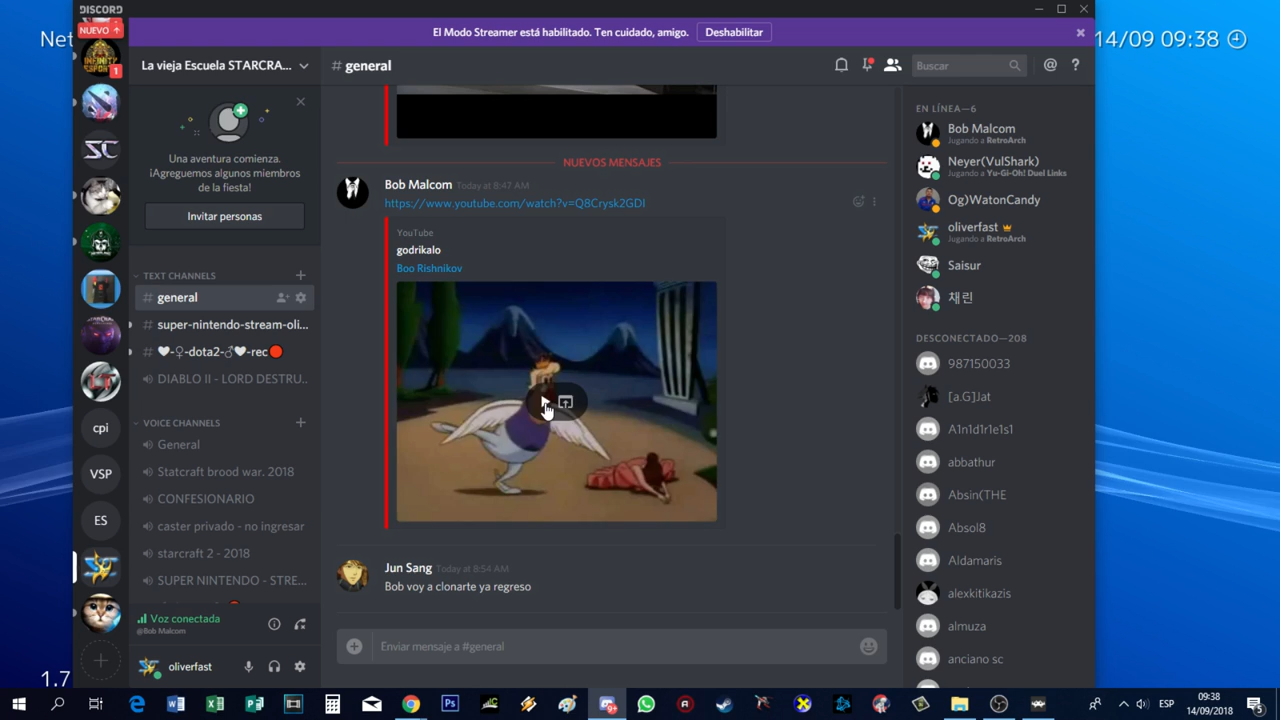 DISCORD
Net
14/09 09:38
1.7
NUEVO
1
El Modo Streamer está habilitado. Ten cuidado, amigo.
Deshabilitar
La vieja Escuela STARCRA...
# general
Buscar
Una aventura comienza.
¡Agreguemos algunos miembros
de la fiesta!
Invitar personas
TEXT CHANNELS
# general
# super-nintendo-stream-oli...
# ♥-♀-dota2-♂♥-rec🔴
DIABLO II - LORD DESTRU...
VOICE CHANNELS
General
Statcraft brood war. 2018
CONFESIONARIO
caster privado - no ingresar
starcraft 2 - 2018
SUPER NINTENDO - STRE...
SC
LT
cpi
VSP
ES
Voz conectada
@Bob Malcom
oliverfast
NUEVOS MENSAJES
Bob Malcom Today at 8:47 AM
https://www.youtube.com/watch?v=Q8Crysk2GDI
YouTube
godrikalo
Boo Rishnikov
Jun Sang Today at 8:54 AM
Bob voy a clonarte ya regreso
Enviar mensaje a #general
EN LÍNEA—6
Bob Malcom
Jugando a RetroArch
Neyer(VulShark)
Jugando a Yu-Gi-Oh! Duel Links
Og)WatonCandy
oliverfast
Jugando a RetroArch
Saisur
채린
DESCONECTADO—208
987150033
[a.G]Jat
A1n1d1r1e1s1
abbathur
Absin(THE
Absol8
Aldamaris
alexkitikazis
almuza
anciano sc
ESP
09:38
14/09/2018
5